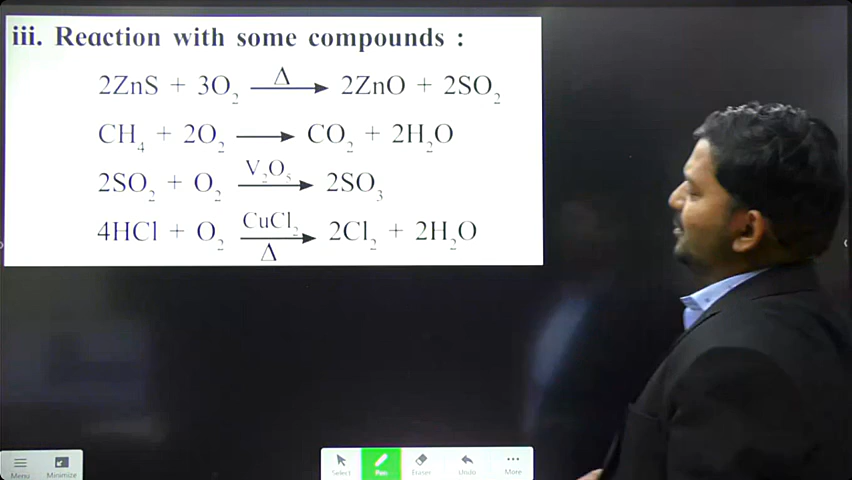 iii. Reaction with some compounds :
2ZnS + 3O₂ —Δ→ 2ZnO + 2SO₂
CH₄ + 2O₂ → CO₂ + 2H₂O
2SO₂ + O₂ —V₂O₅→ 2SO₃
4HCl + O₂ —CuCl₂/Δ→ 2Cl₂ + 2H₂O
Menu Minimize Select Pen Eraser Undo More